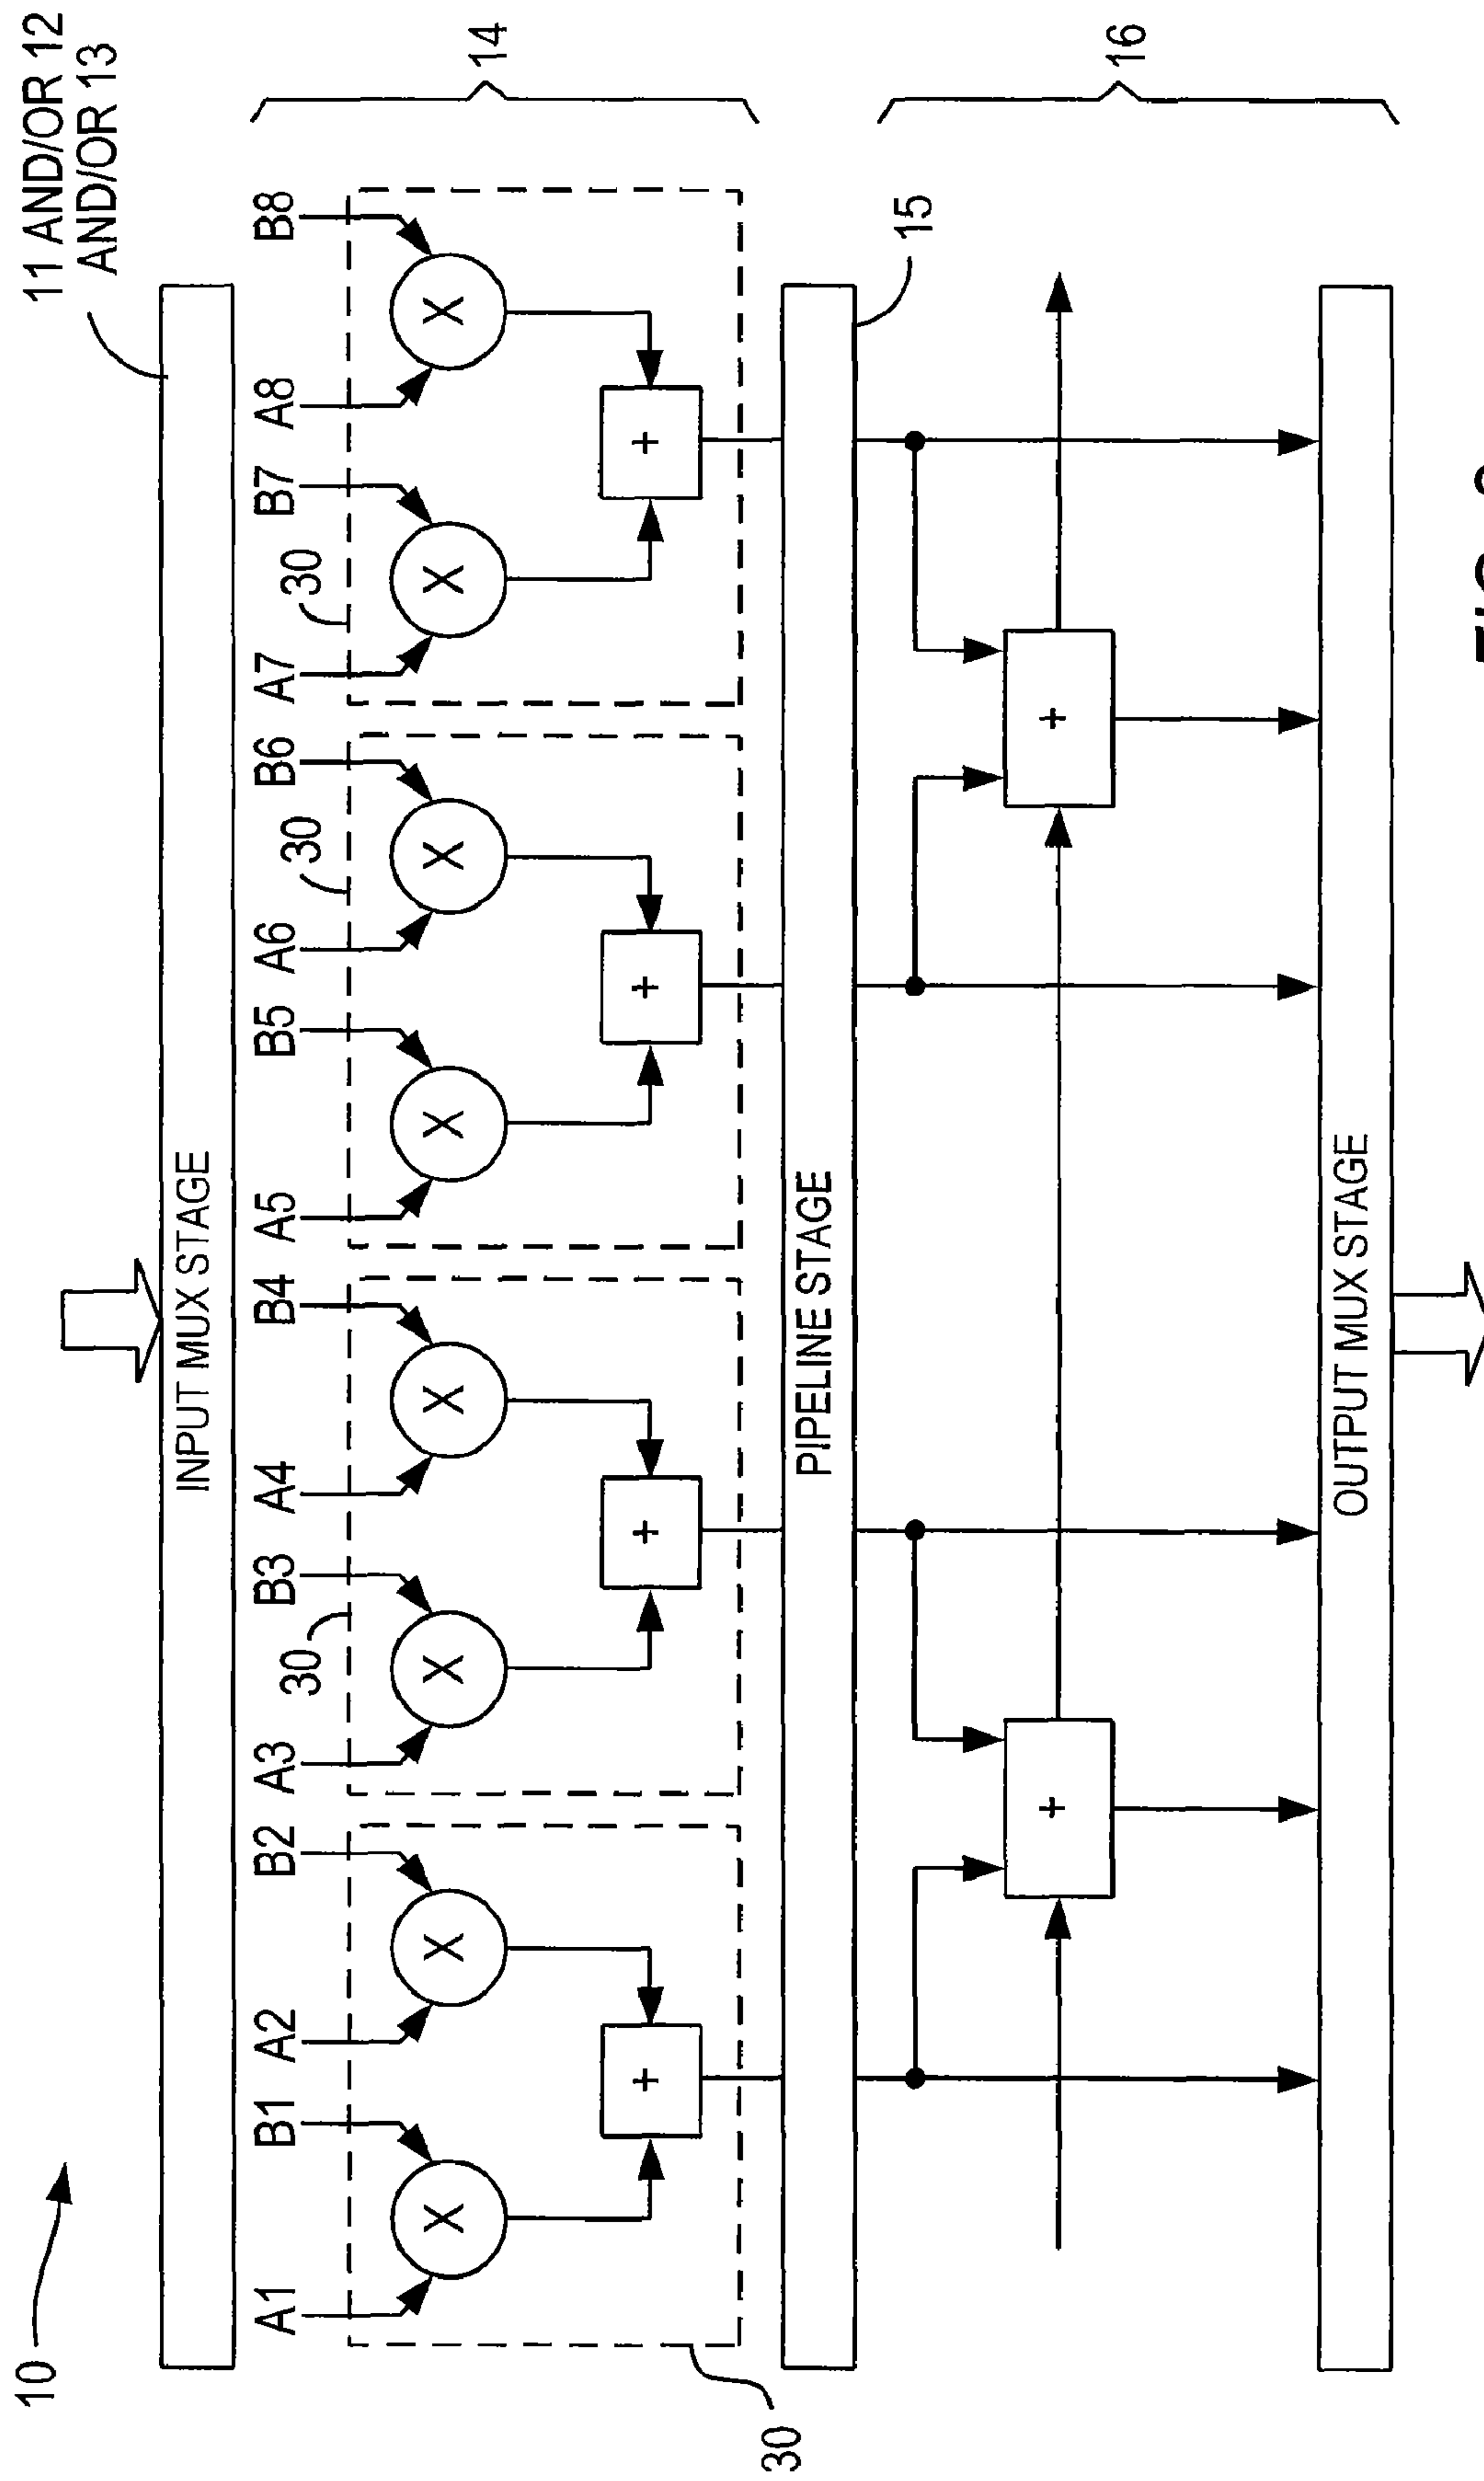 10
11 AND/OR 12
AND/OR 13
INPUT MUX STAGE
A1 B1 A2 B2 A3 B3 A4 B4 A5 B5 A6 B6 A7 B7 A8 B8
30 30 30
X X X X X X X X
14
+ + + +
30
PIPELINE STAGE
15
+ +
16
OUTPUT MUX STAGE